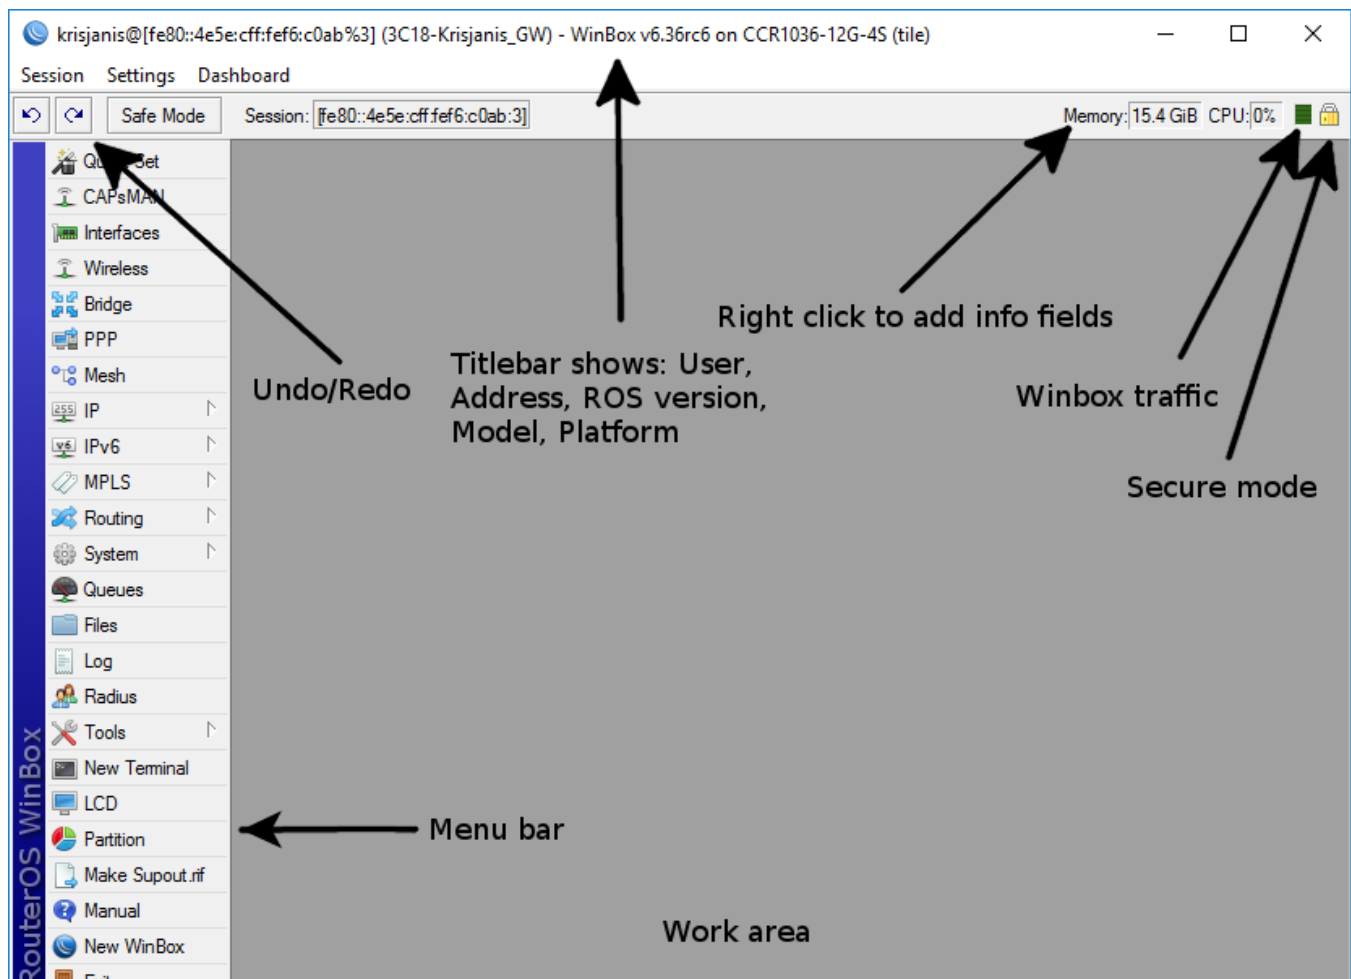 krisjanis@[fe80::4e5e:cff:fef6:c0ab%3] (3C18-Krisjanis_GW) - WinBox v6.36rc6 on CCR1036-12G-4S (tile)
Session Settings Dashboard
Safe Mode Session: [fe80::4e5e:cff:fef6:c0ab:3] Memory: 15.4 GiB CPU: 0%
Set
CAPsMAN
Interfaces
Wireless
Bridge
PPP
Mesh
255 IP
v6 IPv6
MPLS
Routing
System
Queues
Files
Log
Radius
Tools
New Terminal
LCD
Partition
Make Supout.rif
Manual
New WinBox
RouterOS WinBox
Undo/Redo
Titlebar shows: User,
Address, ROS version,
Model, Platform
Right click to add info fields
Winbox traffic
Secure mode
Menu bar
Work area